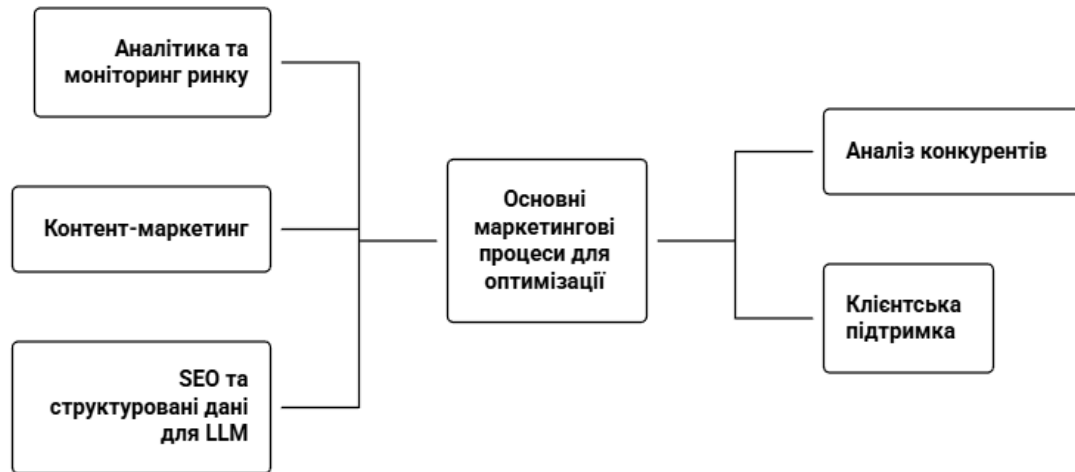 Аналітика та
моніторинг ринку
Контент-маркетинг
SEO та
структуровані дані
для LLM
Основні
маркетингові
процеси для
оптимізації
Аналіз конкурентів
Клієнтська
підтримка